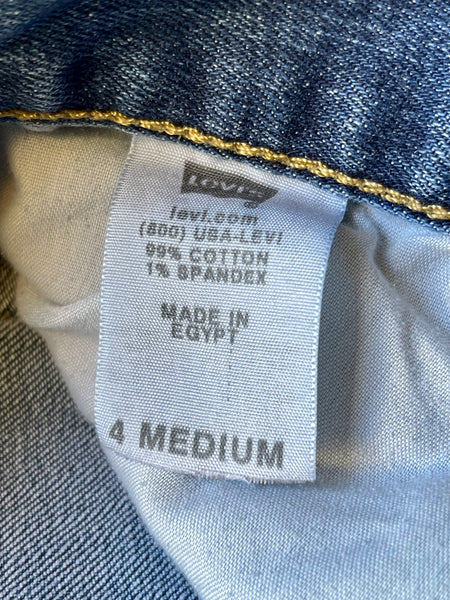 Levi's
levi.com
(800) USA-LEVI
99% COTTON
1% SPANDEX
MADE IN
EGYPT
4 MEDIUM